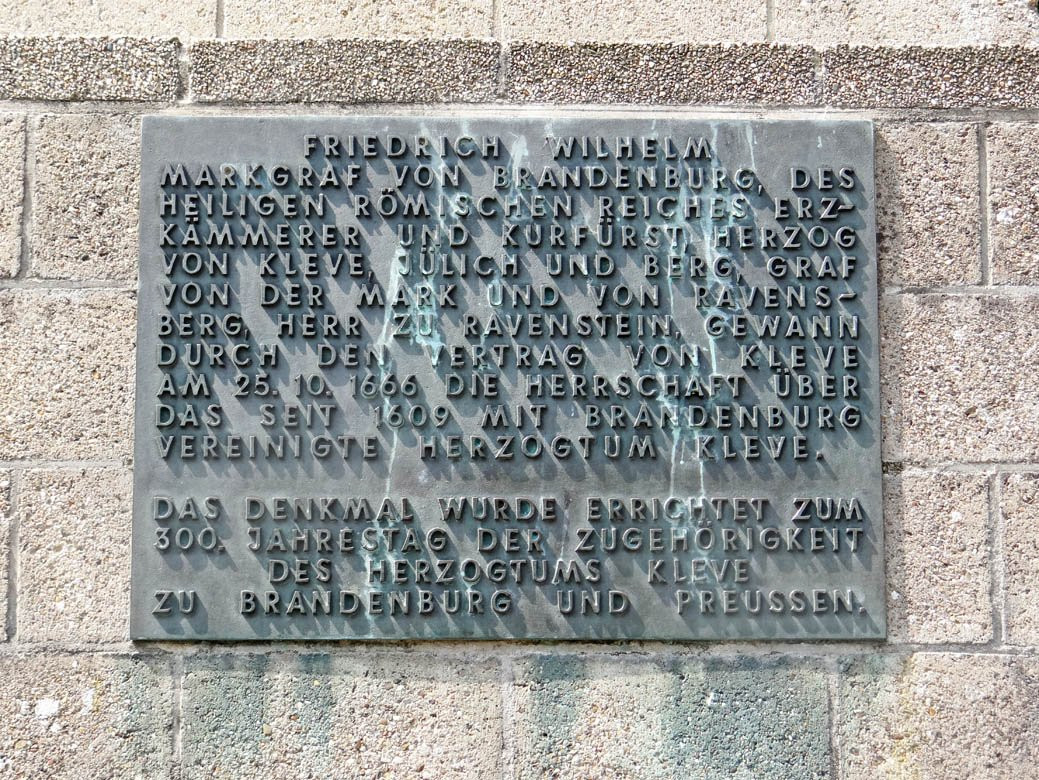 FRIEDRICH WILHELM
MARKGRAF VON BRANDENBURG, DES
HEILIGEN RÖMISCHEN REICHES ERZ-
KÄMMERER UND KURFÜRST, HERZOG
VON KLEVE, JÜLICH UND BERG, GRAF
VON DER MARK UND VON RAVENS-
BERG, HERR ZU RAVENSTEIN, GEWANN
DURCH DEN VERTRAG VON KLEVE
AM 25. 10. 1666 DIE HERRSCHAFT ÜBER
DAS SEIT 1609 MIT BRANDENBURG
VEREINIGTE HERZOGTUM KLEVE.
DAS DENKMAL WURDE ERRICHTET ZUM
300. JAHRESTAG DER ZUGEHÖRIGKEIT
DES HERZOGTUMS KLEVE
ZU BRANDENBURG UND PREUSSEN.